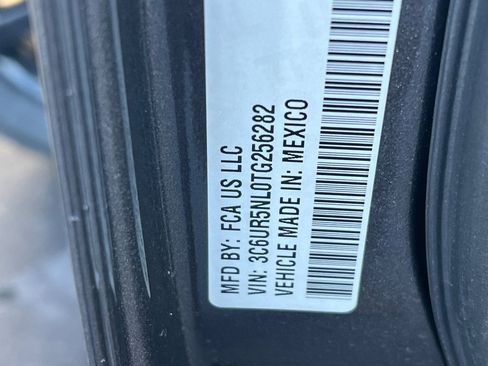 MFD BY: FCA US LLC
VIN: 3C6UR5NL0TG256282
VEHICLE MADE IN: MEXICO